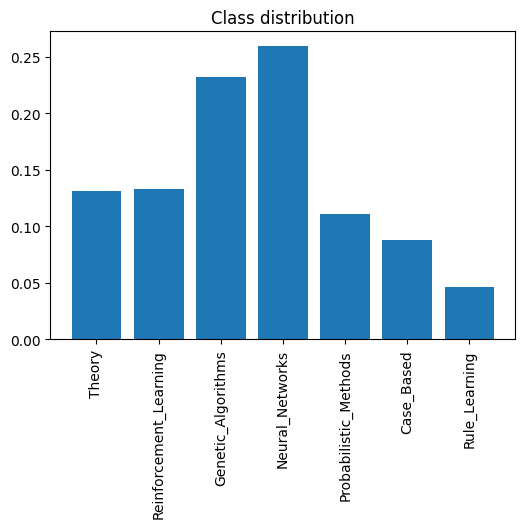 Class distribution
0.25
0.20
0.15
0.10
0.05
0.00
Theory
Reinforcement_Learning
Genetic_Algorithms
Neural_Networks
Probabilistic_Methods
Case_Based
Rule_Learning